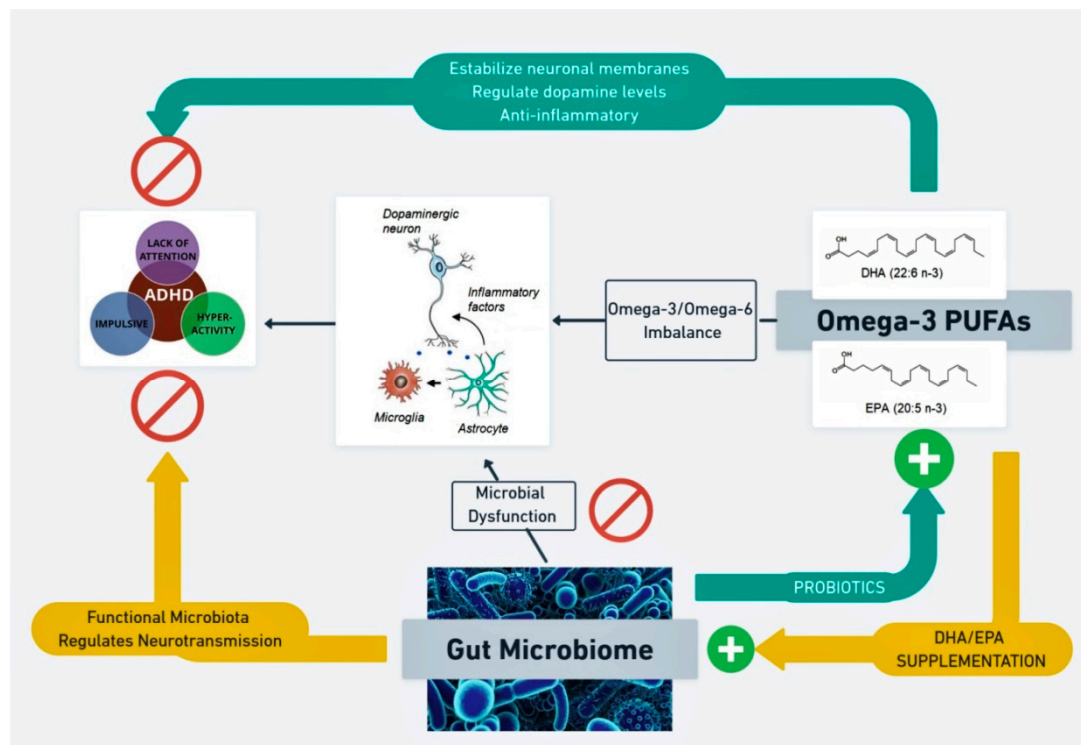 Estabilize neuronal membranes
Regulate dopamine levels
Anti-inflammatory
LACK OF
ATTENTION
ADHD
IMPULSIVE
HYPER-
ACTIVITY
Dopaminergic
neuron
Inflammatory
factors
Microglia
Astrocyte
Omega-3/Omega-6
Imbalance
OH
O
DHA (22:6 n-3)
Omega-3 PUFAs
OH
O
EPA (20:5 n-3)
Microbial
Dysfunction
PROBIOTICS
Functional Microbiota
Regulates Neurotransmission
Gut Microbiome
DHA/EPA
SUPPLEMENTATION